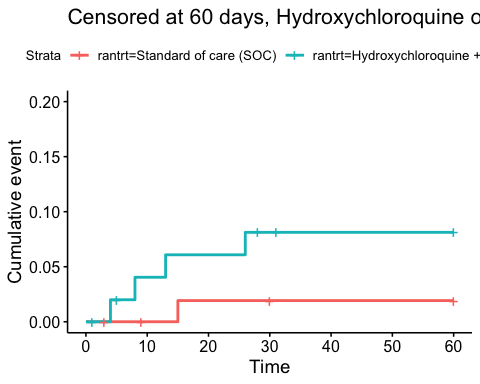 Censored at 60 days, Hydroxychloroquine o
Strata rantrt=Standard of care (SOC) rantrt=Hydroxychloroquine +
0.20
0.15
0.10
0.05
0.00
Cumulative event
0 10 20 30 40 50 60
Time